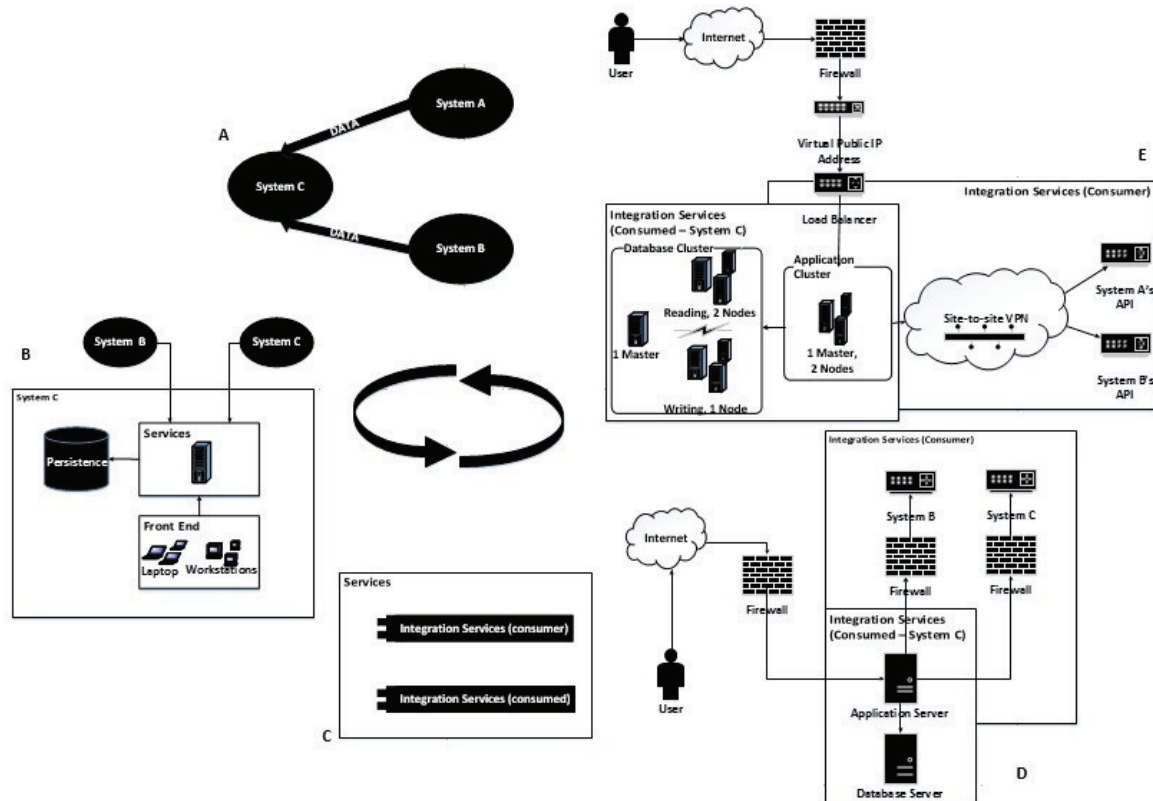 A
System A
DATA
System C
DATA
System B
B
System B
System C
System C
Services
Persistence
Front End
Laptop
Workstations
C
Services
Integration Services (consumer)
Integration Services (consumed)
E
User
Internet
Firewall
Virtual Public IP
Address
Load Balancer
Integration Services (Consumer)
Integration Services
(Consumed – System C)
Database Cluster
Reading, 2 Nodes
1 Master
Writing, 1 Node
Application
Cluster
1 Master,
2 Nodes
Site-to-site VPN
System A's
API
System B's
API
D
Integration Services (Consumer)
System B
System C
Firewall
Firewall
Internet
Firewall
User
Integration Services
(Consumed – System C)
Application Server
Database Server